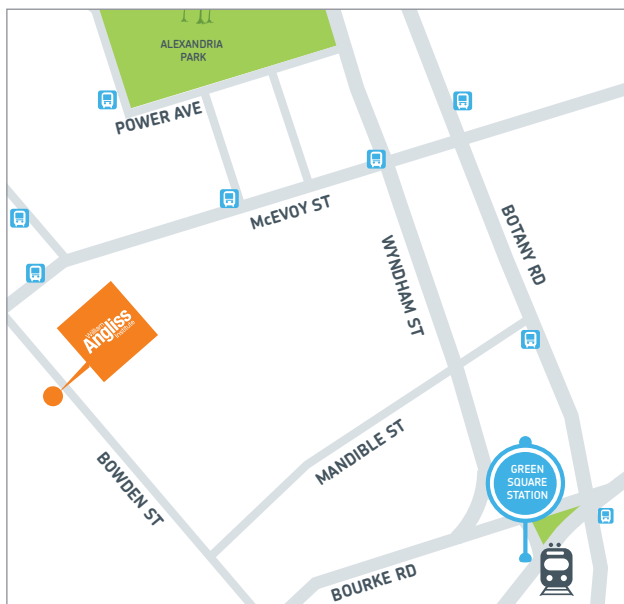 ALEXANDRIA
PARK
POWER AVE
McEVOY ST
BOTANY RD
WYNDHAM ST
William
Angliss
Institute
MANDIBLE ST
BOWDEN ST
GREEN
SQUARE
STATION
BOURKE RD